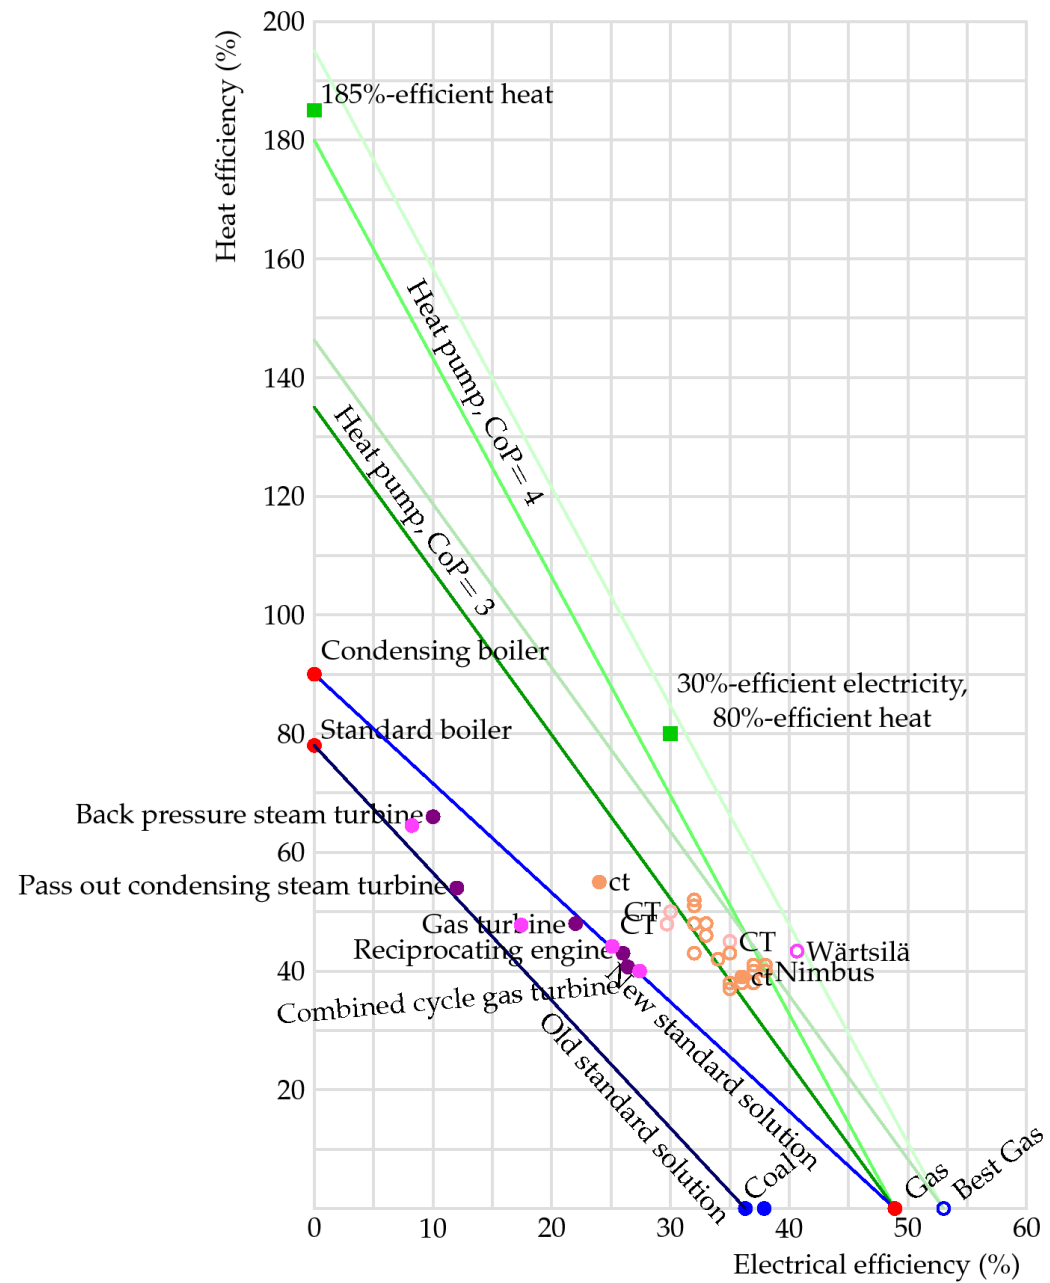 200
Heat efficiency (%)
185%-efficient heat
180
160
Heat pump, CoP= 4
140
Heat pump, CoP= 3
120
100
Condensing boiler
30%-efficient electricity,
80%-efficient heat
80
Standard boiler
Back pressure steam turbine
60
Pass out condensing steam turbine
ct
CT
Gas turbine
CT
CT
Reciprocating engine
Wärtsilä
40
Nimbus
ct
Combined cycle gas turbine
New standard solution
Old standard solution
20
Coal
Gas
Best Gas
0 10 20 30 40 50 60
Electrical efficiency (%)